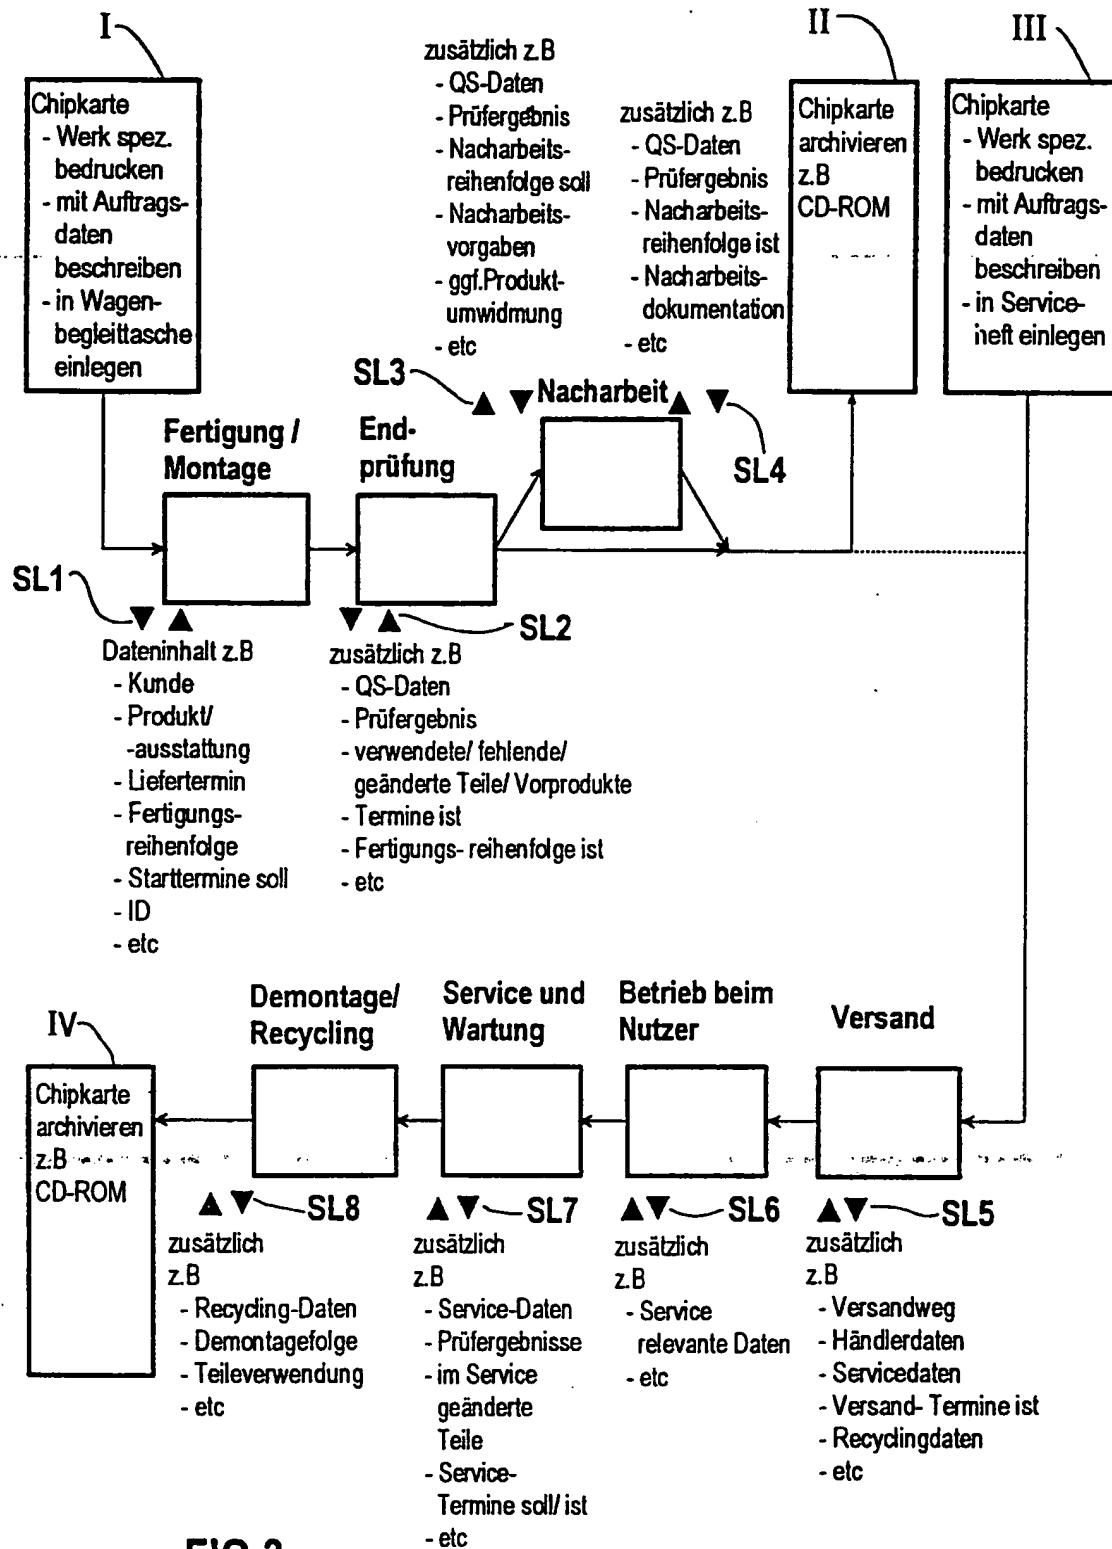 I
Chipkarte
- Werk spez.
bedrucken
- mit Auftrags-
daten
beschreiben
- in Wagen-
begleittasche
einlegen
zusätzlich z.B
- QS-Daten
- Prüfergebnis
- Nacharbeits-
reihenfolge soll
- Nacharbeits-
vorgaben
- ggf.Produkt-
umwidmung
- etc
zusätzlich z.B
- QS-Daten
- Prüfergebnis
- Nacharbeits-
reihenfolge ist
- Nacharbeits-
dokumentation
- etc
II
Chipkarte
archivieren
z.B
CD-ROM
III
Chipkarte
- Werk spez.
bedrucken
- mit Auftrags-
daten
beschreiben
- in Service-
heft einlegen
SL3
Nacharbeit
SL4
Fertigung /
Montage
End-
prüfung
SL1
SL2
Dateninhalt z.B
- Kunde
- Produkt/
-ausstattung
- Liefertermin
- Fertigungs-
reihenfolge
- Starttermine soll
- ID
- etc
zusätzlich z.B
- QS-Daten
- Prüfergebnis
- verwendete/ fehlende/
geänderte Teile/ Vorprodukte
- Termine ist
- Fertigungs- reihenfolge ist
- etc
IV
Chipkarte
archivieren
z.B
CD-ROM
Demontage/
Recycling
Service und
Wartung
Betrieb beim
Nutzer
Versand
SL8
zusätzlich
z.B
- Recycling-Daten
- Demontagefolge
- Teileverwendung
- etc
SL7
zusätzlich
z.B
- Service-Daten
- Prüfergebnisse
- im Service
geänderte
Teile
- Service-
Termine soll/ ist
- etc
SL6
zusätzlich
z.B
- Service
relevante Daten
- etc
SL5
zusätzlich
z.B
- Versandweg
- Händlerdaten
- Servicedaten
- Versand- Termine ist
- Recyclingdaten
- etc